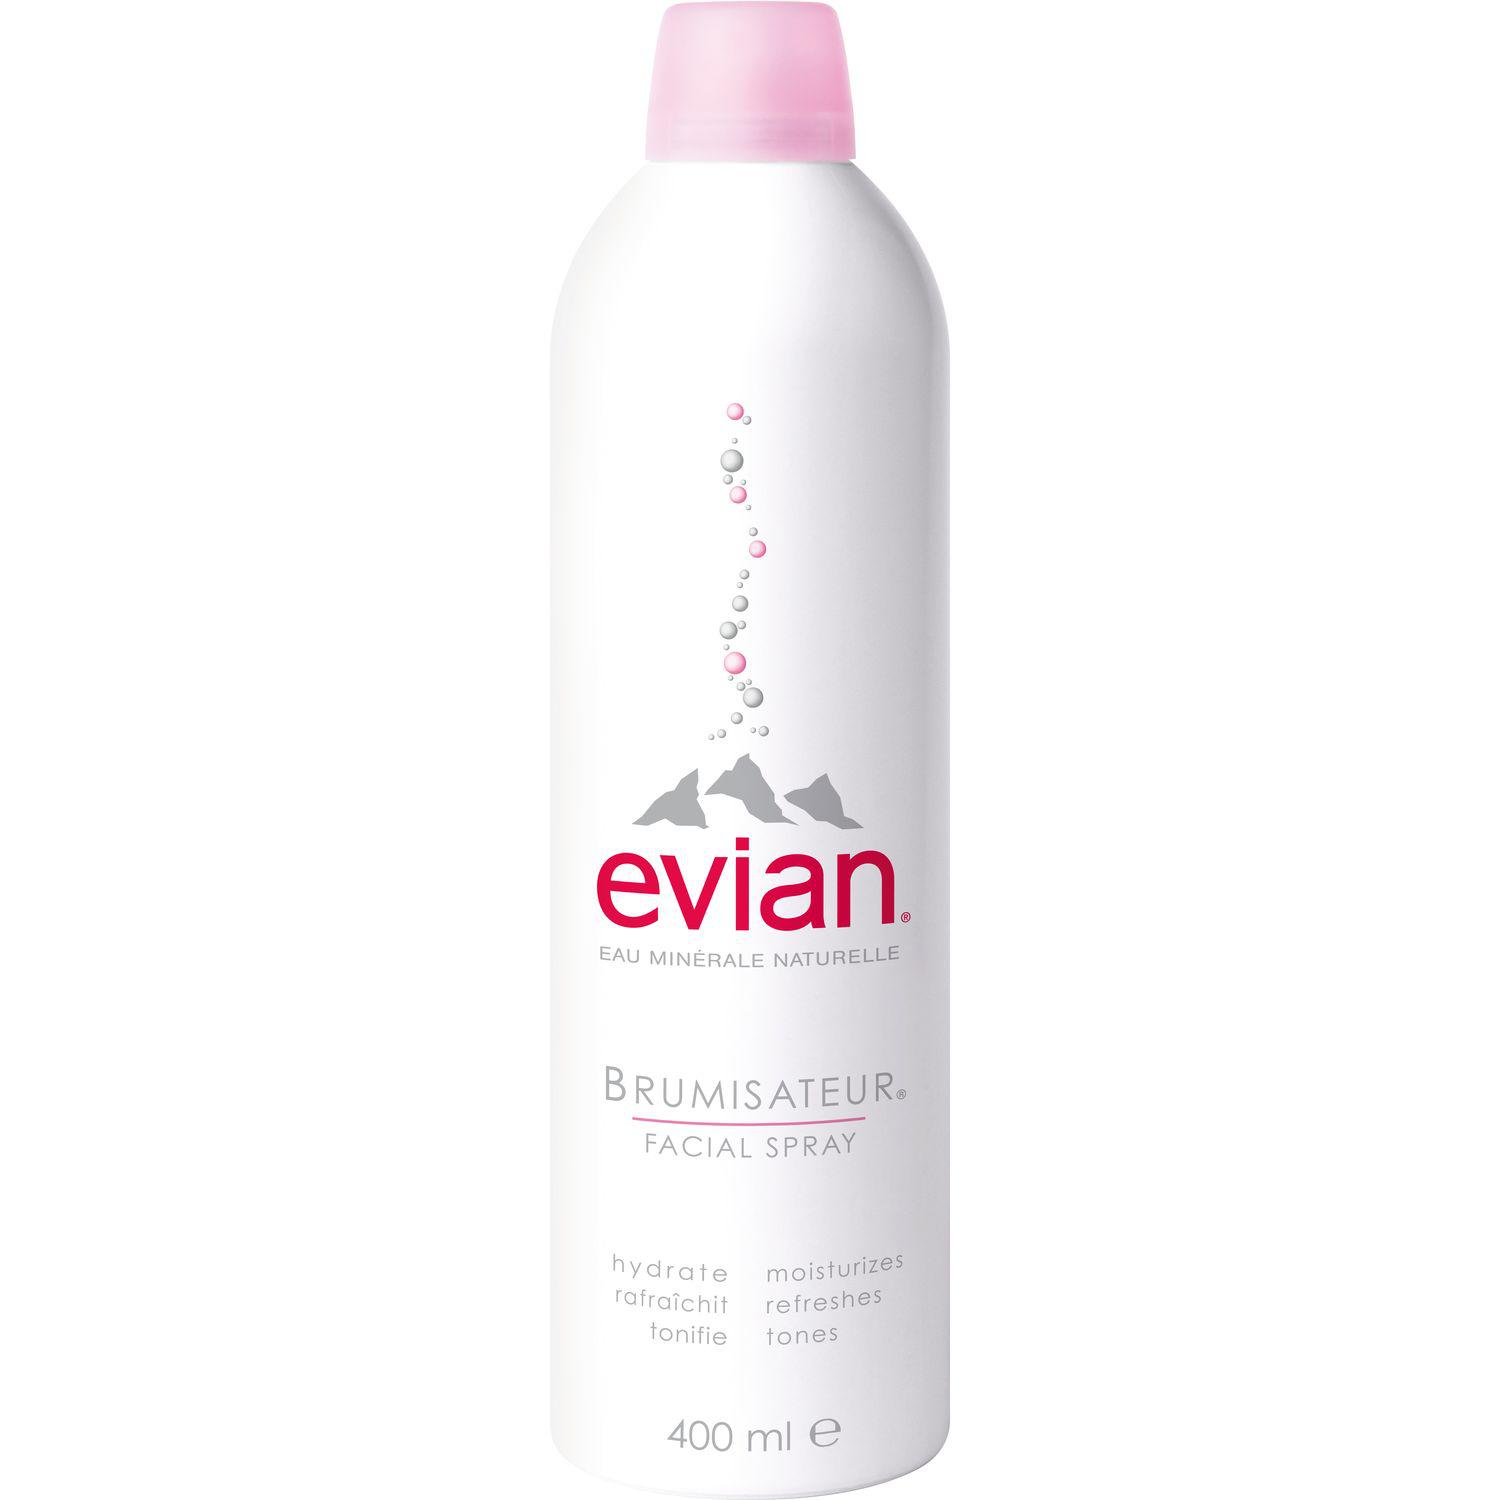 evian®
EAU MINÉRALE NATURELLE
BRUMISATEUR®
FACIAL SPRAY
hydrate moisturizes
rafraîchit refreshes
tonifie tones
400 ml ℮